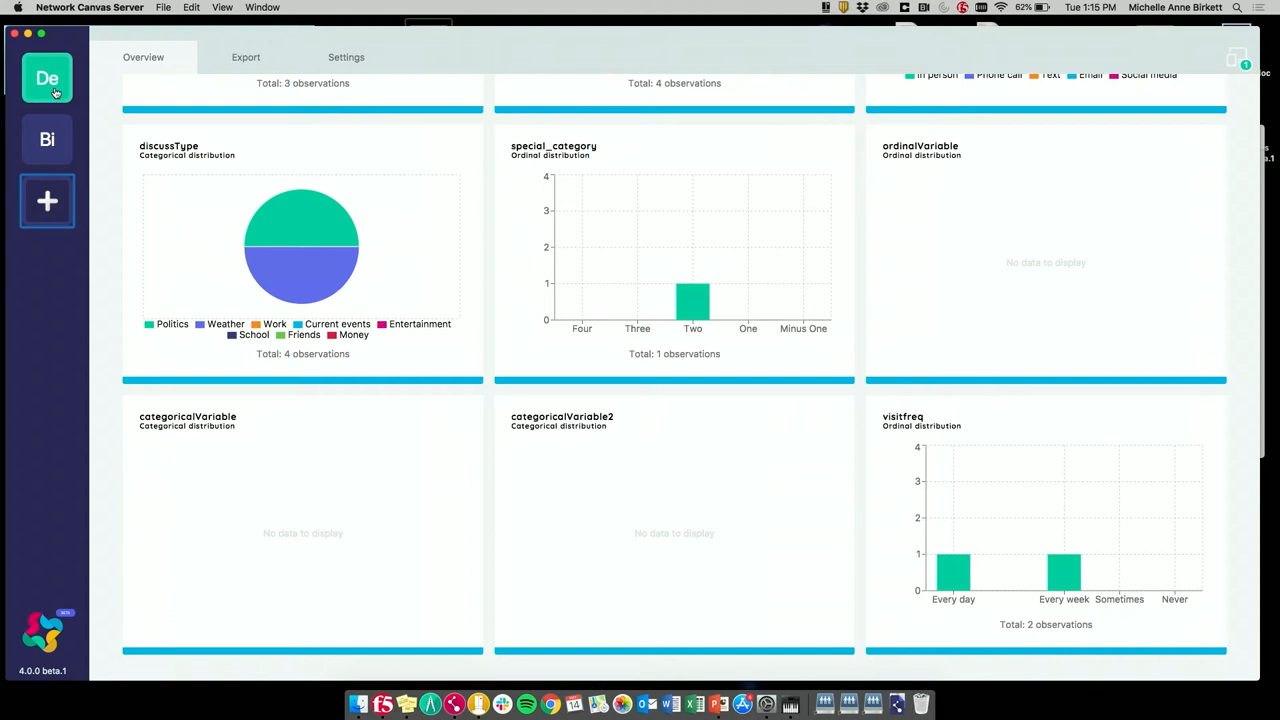 Network Canvas Server File Edit View Window 62% Tue 1:15 PM Michelle Anne Birkett
Overview Export Settings
1
De
Bi
Total: 3 observations
Total: 4 observations
In person Phone call Text Email Social media
discussType
Categorical distribution
Politics Weather Work Current events Entertainment
School Friends Money
Total: 4 observations
special_category
Ordinal distribution
4
3
2
1
0
Four Three Two One Minus One
Total: 1 observations
ordinalVariable
Ordinal distribution
No data to display
categoricalVariable
Categorical distribution
No data to display
categoricalVariable2
Categorical distribution
No data to display
visitfreq
Ordinal distribution
4
3
2
1
0
Every day Every week Sometimes Never
Total: 2 observations
BETA
4.0.0 beta.1